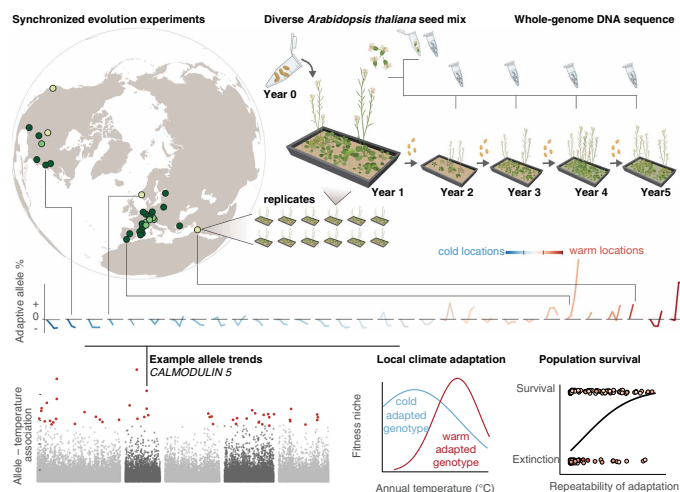 Synchronized evolution experiments
Diverse Arabidopsis thaliana seed mix
Whole-genome DNA sequence
Year 0
Year 1
Year 2
Year 3
Year 4
Year5
replicates
cold locations
warm locations
Adaptive allele %
+
0
-
Example allele trends
CALMODULIN 5
Allele – temperature
association
Local climate adaptation
Fitness niche
cold
adapted
genotype
warm
adapted
genotype
Annual temperature (°C)
Population survival
Survival
Extinction
Repeatability of adaptation